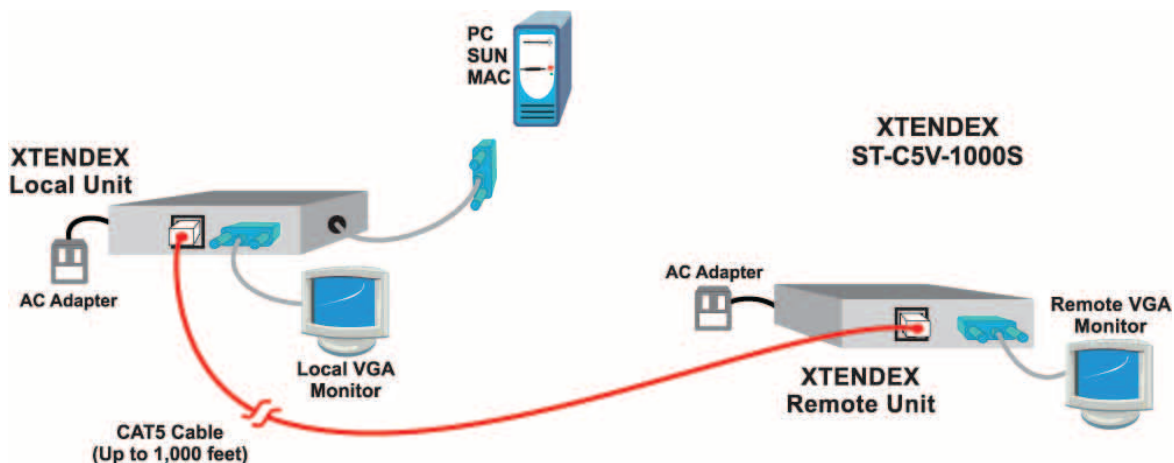 PC
SUN
MAC
XTENDEX
ST-C5V-1000S
XTENDEX
Local Unit
AC Adapter
Local VGA
Monitor
CAT5 Cable
(Up to 1,000 feet)
AC Adapter
Remote VGA
Monitor
XTENDEX
Remote Unit